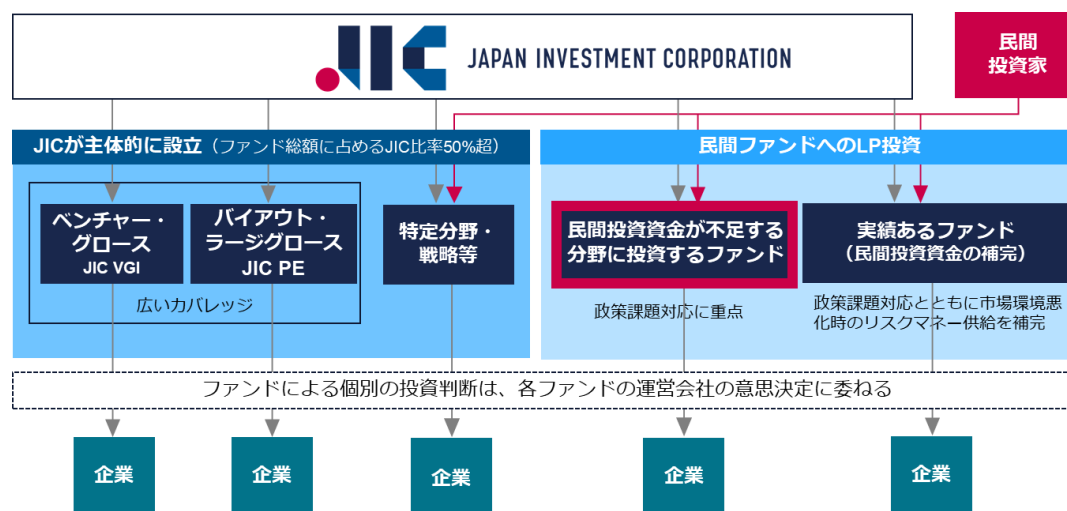 JIC JAPAN INVESTMENT CORPORATION
民間
投資家
JICが主体的に設立（ファンド総額に占めるJIC比率50%超）
ベンチャー・
グロース
JIC VGI
バイアウト・
ラージグロース
JIC PE
広いカバレッジ
特定分野・
戦略等
民間ファンドへのLP投資
民間投資資金が不足する
分野に投資するファンド
政策課題対応に重点
実績あるファンド
（民間投資資金の補完）
政策課題対応とともに市場環境悪
化時のリスクマネー供給を補完
ファンドによる個別の投資判断は、各ファンドの運営会社の意思決定に委ねる
企業
企業
企業
企業
企業